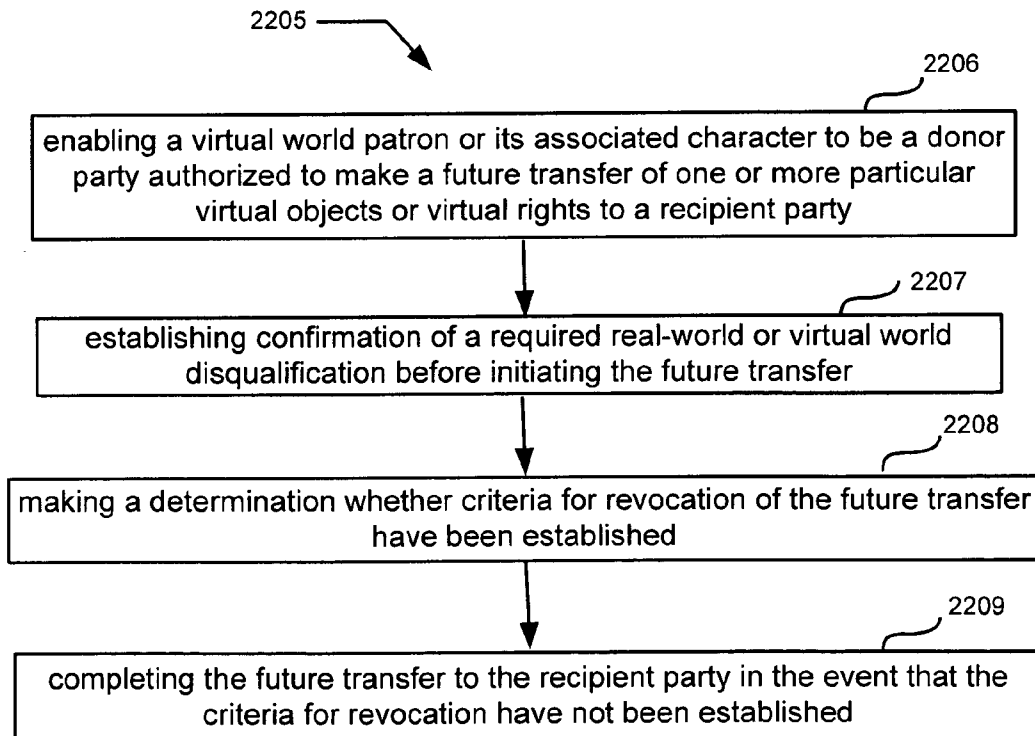 2205
2206
enabling a virtual world patron or its associated character to be a donor
party authorized to make a future transfer of one or more particular
virtual objects or virtual rights to a recipient party
2207
establishing confirmation of a required real-world or virtual world
disqualification before initiating the future transfer
2208
making a determination whether criteria for revocation of the future transfer
have been established
2209
completing the future transfer to the recipient party in the event that the
criteria for revocation have not been established